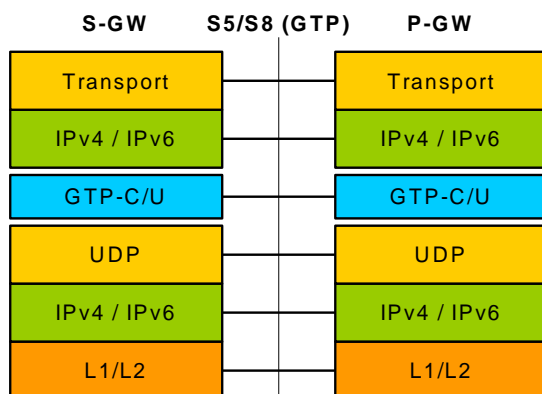 S-GW S5/S8 (GTP) P-GW
Transport Transport
IPv4 / IPv6 IPv4 / IPv6
GTP-C/U GTP-C/U
UDP UDP
IPv4 / IPv6 IPv4 / IPv6
L1/L2 L1/L2